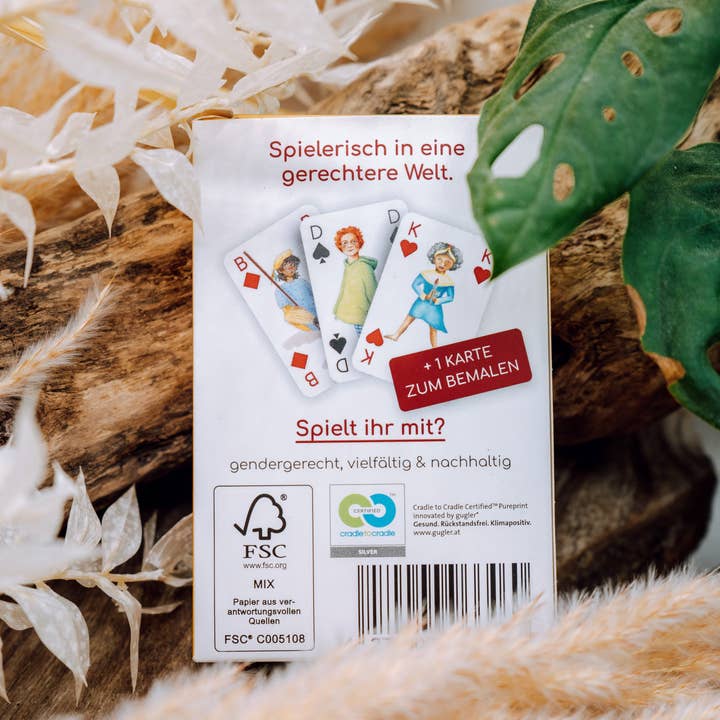 Spielerisch in eine
gerechtere Welt.
B
D
D
K
K
K
D
B
+ 1 KARTE
ZUM BEMALEN
Spielt ihr mit?
gendergerecht, vielfältig & nachhaltig
®
FSC
www.fsc.org
MIX
Papier aus ver-
antwortungsvollen
Quellen
FSC® C005108
CERTIFIED
TM
cradletocradle
SILVER
Cradle to Cradle Certified™ Pureprint
innovated by gugler*
Gesund. Rückstandsfrei. Klimapositiv.
www.gugler.at